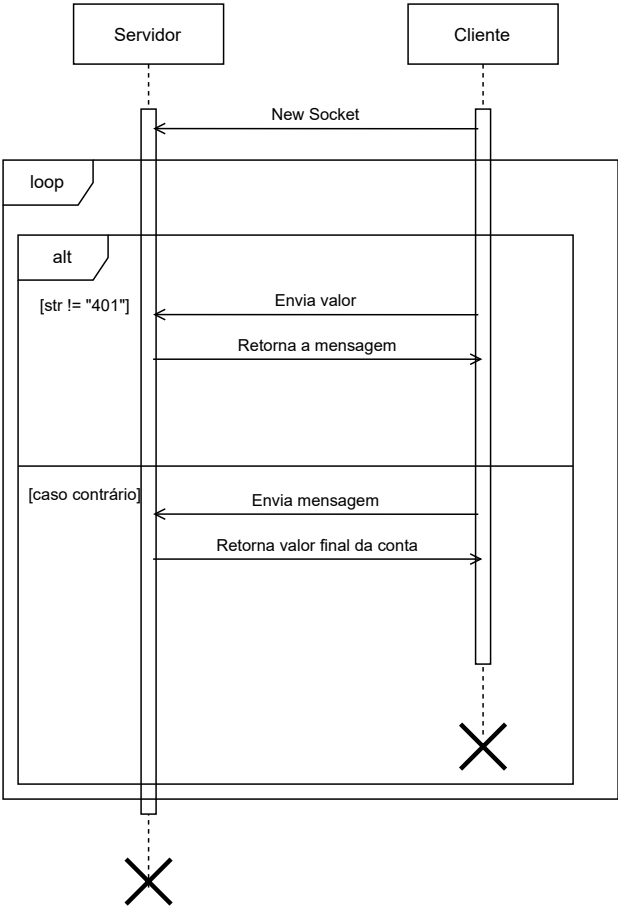 Servidor
Cliente
New Socket
loop
alt
[str != "401"]
Envia valor
Retorna a mensagem
[caso contrário]
Envia mensagem
Retorna valor final da conta